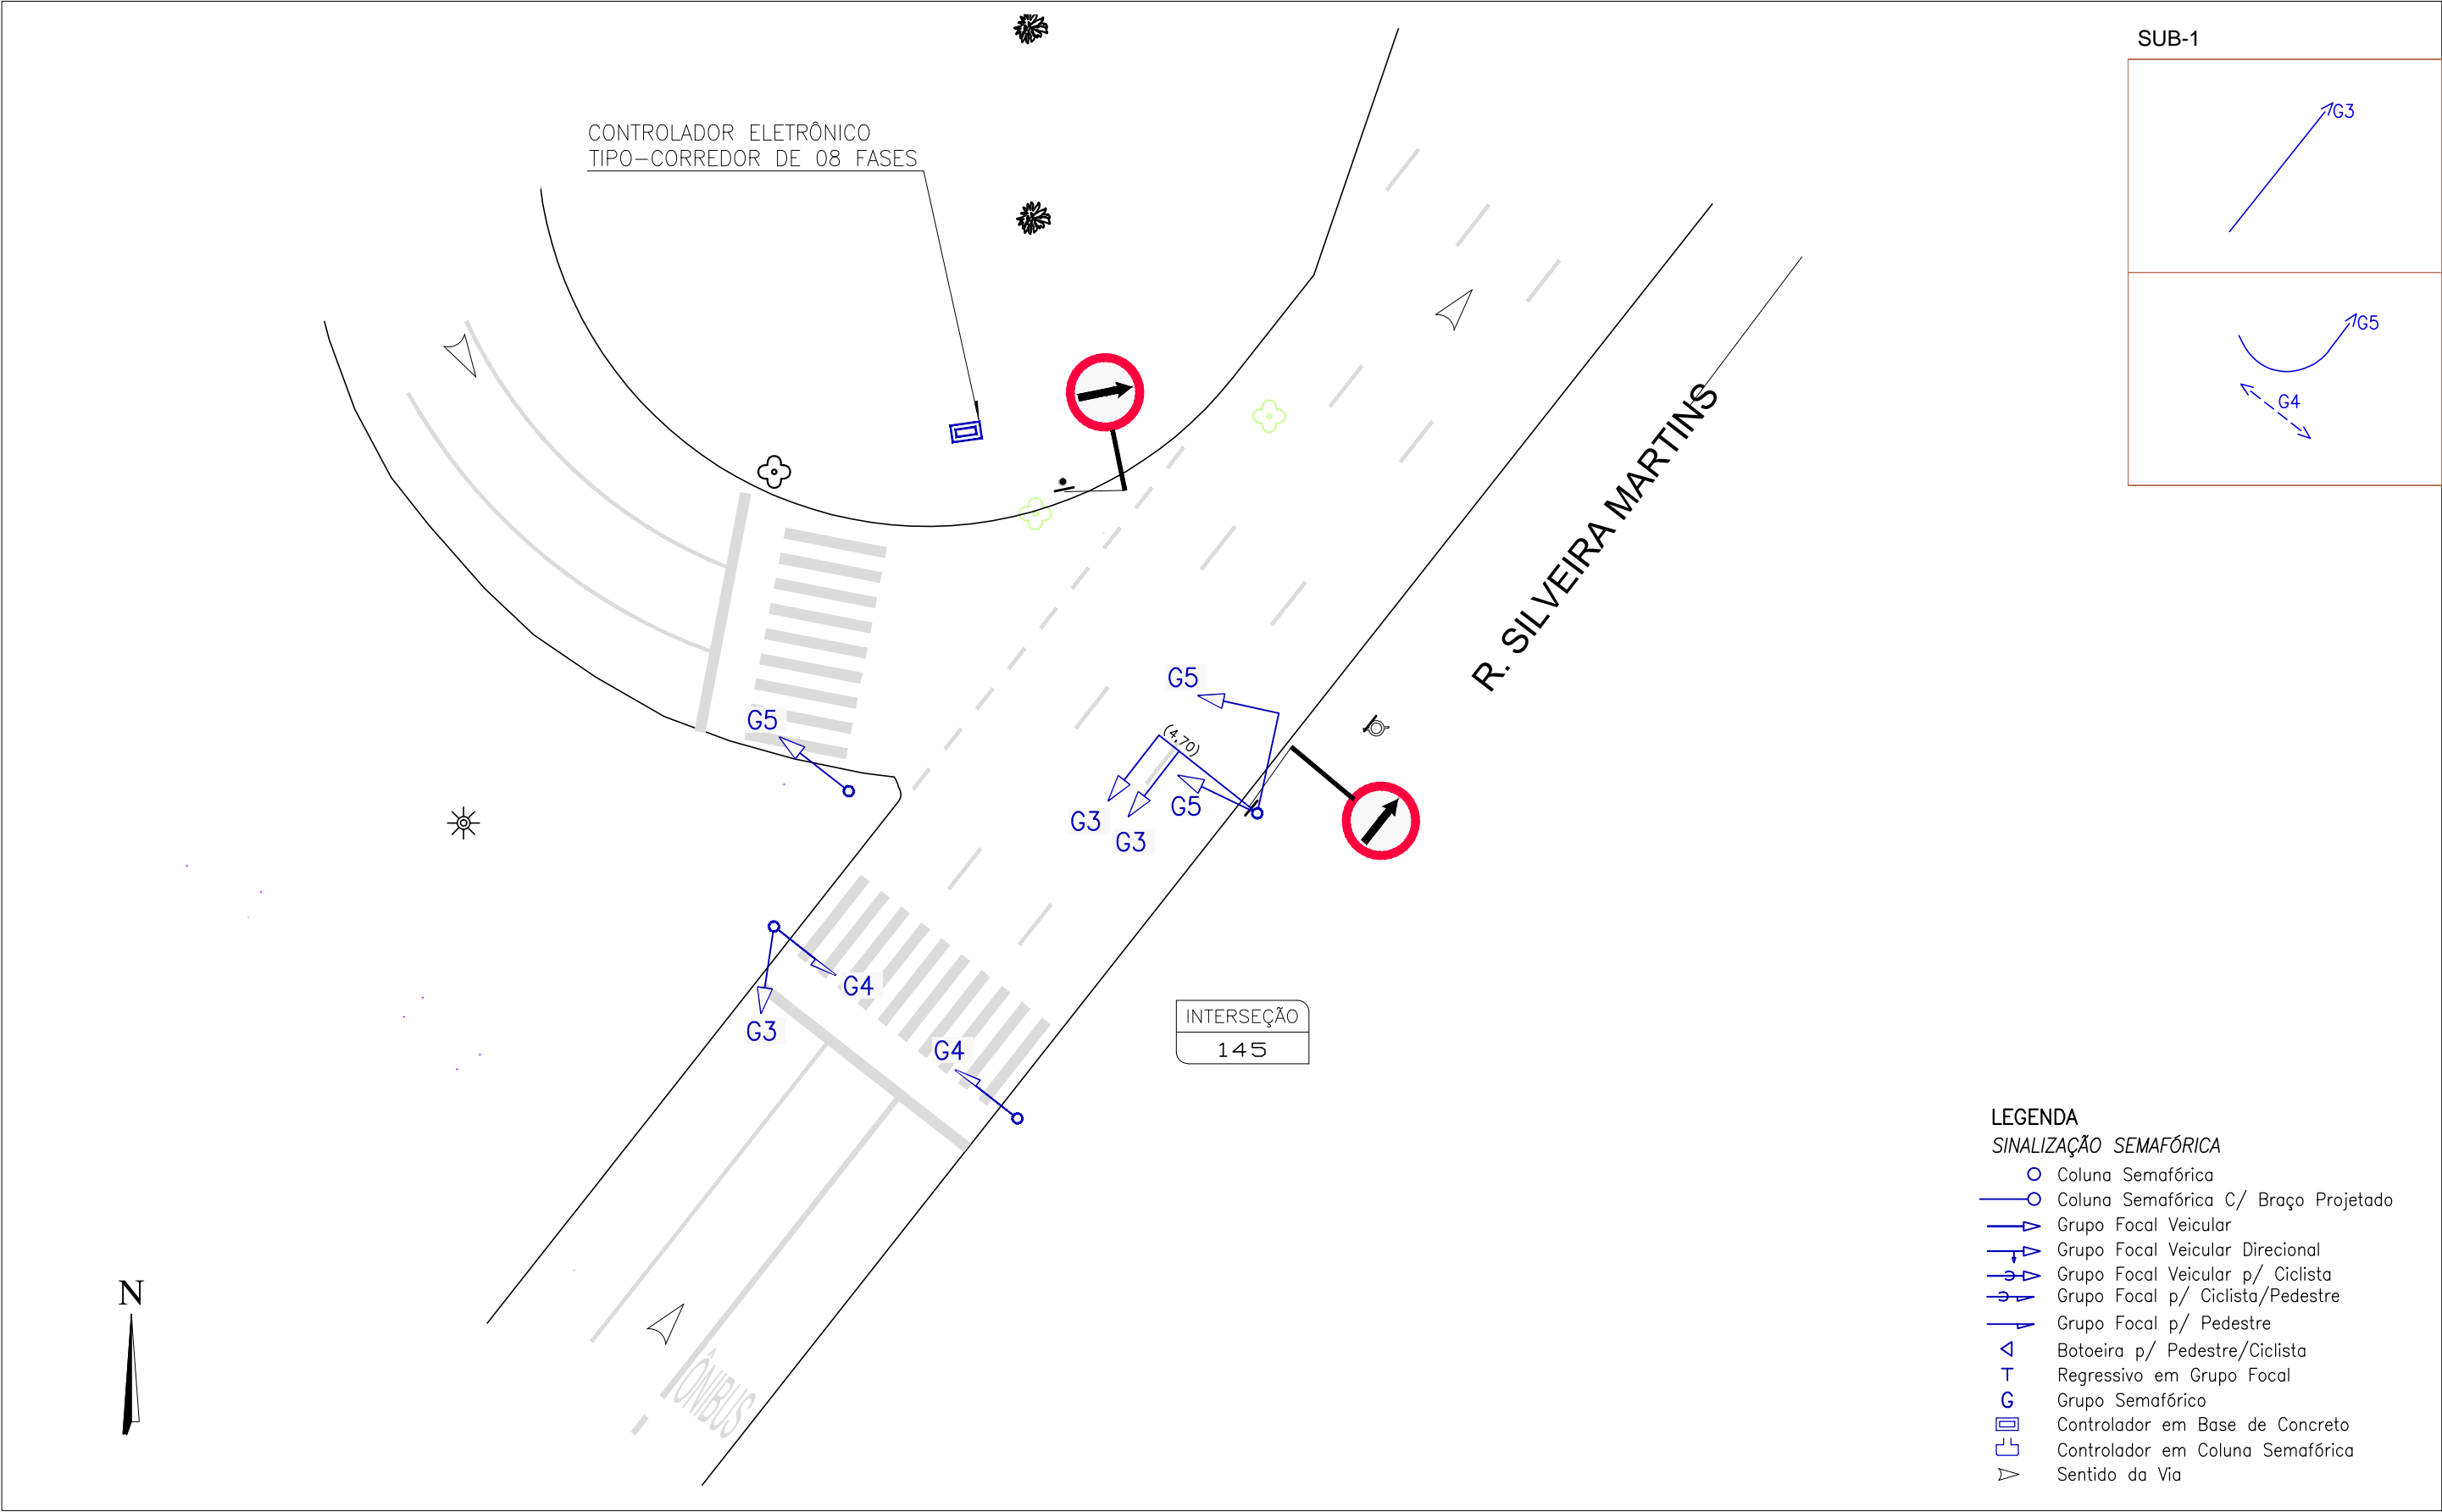 SUB-1
G3
G5
G4
CONTROLADOR ELETRÔNICO
TIPO-CORREDOR DE 08 FASES
R. SILVEIRA MARTINS
G5
(4,70)
G5
G5
G3
G3
G4
G3
G4
INTERSEÇÃO
145
ÔNIBUS
N
LEGENDA
SINALIZAÇÃO SEMAFÓRICA
Coluna Semafórica
Coluna Semafórica C/ Braço Projetado
Grupo Focal Veicular
Grupo Focal Veicular Direcional
Grupo Focal Veicular p/ Ciclista
Grupo Focal p/ Ciclista/Pedestre
Grupo Focal p/ Pedestre
Botoeira p/ Pedestre/Ciclista
T Regressivo em Grupo Focal
G Grupo Semafórico
Controlador em Base de Concreto
Controlador em Coluna Semafórica
Sentido da Via